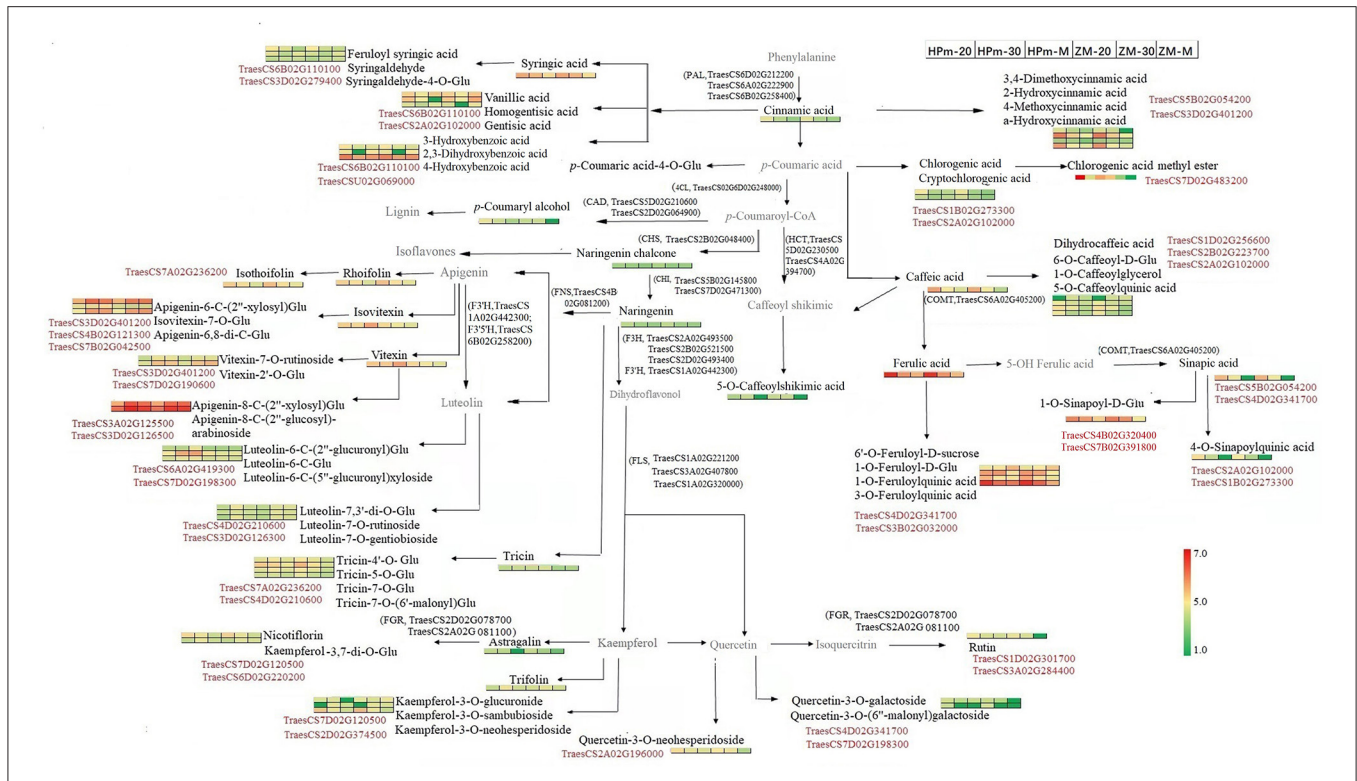 HPm-20 HPm-30 HPm-M ZM-20 ZM-30 ZM-M
Phenylalanine
(PAL,TraesCS6D02G212200
TraesCS6A02G222900
TraesCS6B02G258400)
Cinnamic acid
Feruloyl syringic acid
Syringaldehyde
Syringaldehyde-4-O-Glu
TraesCS6B02G110100
TraesCS3D02G279400
Syringic acid
Vanillic acid
Homogentisic acid
Gentisic acid
TraesCS6B02G110100
TraesCS2A02G102000
3-Hydroxybenzoic acid
2,3-Dihydroxybenzoic acid
4-Hydroxybenzoic acid
TraesCS6B02G110100
TraesCSU02G069000
3,4-Dimethoxycinnamic acid
2-Hydroxycinnamic acid
4-Methoxycinnamic acid
a-Hydroxycinnamic acid
TraesCS5B02G054200
TraesCS3D02G401200
p-Coumaric acid-4-O-Glu
p-Coumaric acid
Chlorogenic acid
Cryptochlorogenic acid
TraesCS1B02G273300
TraesCS2A02G102000
Chlorogenic acid methyl ester
TraesCS7D02G483200
(4CL, TraesCS02G6D02G248000)
Lignin
p-Coumaryl alcohol
(CAD, TraesCS5D02G210600
TraesCS2D02G064900)
p-Coumaroyl-CoA
(CHS, TraesCS2B02G048400)
(HCT,TraesCS
5D02G230500
TraesCS4A02G
394700)
Isoflavones
Naringenin chalcone
(CHI, TraesCS5B02G145800
TraesCS7D02G471300)
Dihydrocaffeic acid
6-O-Caffeoyl-D-Glu
1-O-Caffeoylglycerol
5-O-Caffeoylquinic acid
TraesCS1D02G256600
TraesCS2B02G223700
TraesCS2A02G102000
Caffeic acid
(COMT,TraesCS6A02G405200)
Caffeoyl shikimic
TraesCS7A02G236200
Isothoifolin
Rhoifolin
Apigenin
(FNS,TraesCS4B
02G081200)
Naringenin
(F3'H,TraesCS
1A02G442300;
F3'5'H,TraesCS
6B02G258200)
(F3H, TraesCS2A02G493500
TraesCS2B02G521500
TraesCS2D02G493400
F3'H, TraesCS1A02G442300)
Apigenin-6-C-(2''-xylosyl)Glu
Isovitexin-7-O-Glu
Apigenin-6,8-di-C-Glu
TraesCS3D02G401200
TraesCS4B02G121300
TraesCS7B02G042500
Isovitexin
Vitexin-7-O-rutinoside
Vitexin-2'-O-Glu
TraesCS3D02G401200
TraesCS7D02G190600
Vitexin
Apigenin-8-C-(2''-xylosyl)Glu
Apigenin-8-C-(2''-glucosyl)-
arabinoside
TraesCS3A02G125500
TraesCS3D02G126500
Luteolin
Dihydroflavonol
5-O-Caffeoylshikimic acid
Ferulic acid
5-OH Ferulic acid
(COMT,TraesCS6A02G405200)
Sinapic acid
TraesCS5B02G054200
TraesCS4D02G341700
1-O-Sinapoyl-D-Glu
TraesCS4B02G320400
TraesCS7B02G391800
4-O-Sinapoylquinic acid
TraesCS2A02G102000
TraesCS1B02G273300
Luteolin-6-C-(2''-glucuronyl)Glu
Luteolin-6-C-Glu
Luteolin-6-C-(5''-glucuronyl)xyloside
TraesCS6A02G419300
TraesCS7D02G198300
(FLS, TraesCS1A02G221200
TraesCS3A02G407800
TraesCS1A02G320000)
6'-O-Feruloyl-D-sucrose
1-O-Feruloyl-D-Glu
1-O-Feruloylquinic acid
3-O-Feruloylquinic acid
TraesCS4D02G341700
TraesCS3B02G032000
Luteolin-7,3'-di-O-Glu
Luteolin-7-O-rutinoside
Luteolin-7-O-gentiobioside
TraesCS4D02G210600
TraesCS3D02G126300
Tricin
Tricin-4'-O- Glu
Tricin-5-O-Glu
Tricin-7-O-Glu
Tricin-7-O-(6'-malonyl)Glu
TraesCS7A02G236200
TraesCS4D02G210600
7.0
5.0
1.0
(FGR, TraesCS2D02G078700
TraesCS2A02G 081100)
Nicotiflorin
Kaempferol-3,7-di-O-Glu
TraesCS7D02G120500
TraesCS6D02G220200
Astragalin
Kaempferol
Quercetin
Isoquercitrin
(FGR, TraesCS2D02G078700
TraesCS2A02G 081100)
Rutin
TraesCS1D02G301700
TraesCS3A02G284400
Trifolin
Kaempferol-3-O-glucuronide
Kaempferol-3-O-sambubioside
Kaempferol-3-O-neohesperidoside
TraesCS7D02G120500
TraesCS2D02G374500
Quercetin-3-O-galactoside
Quercetin-3-O-(6''-malonyl)galactoside
TraesCS4D02G341700
TraesCS7D02G198300
Quercetin-3-O-neohesperidoside
TraesCS2A02G196000